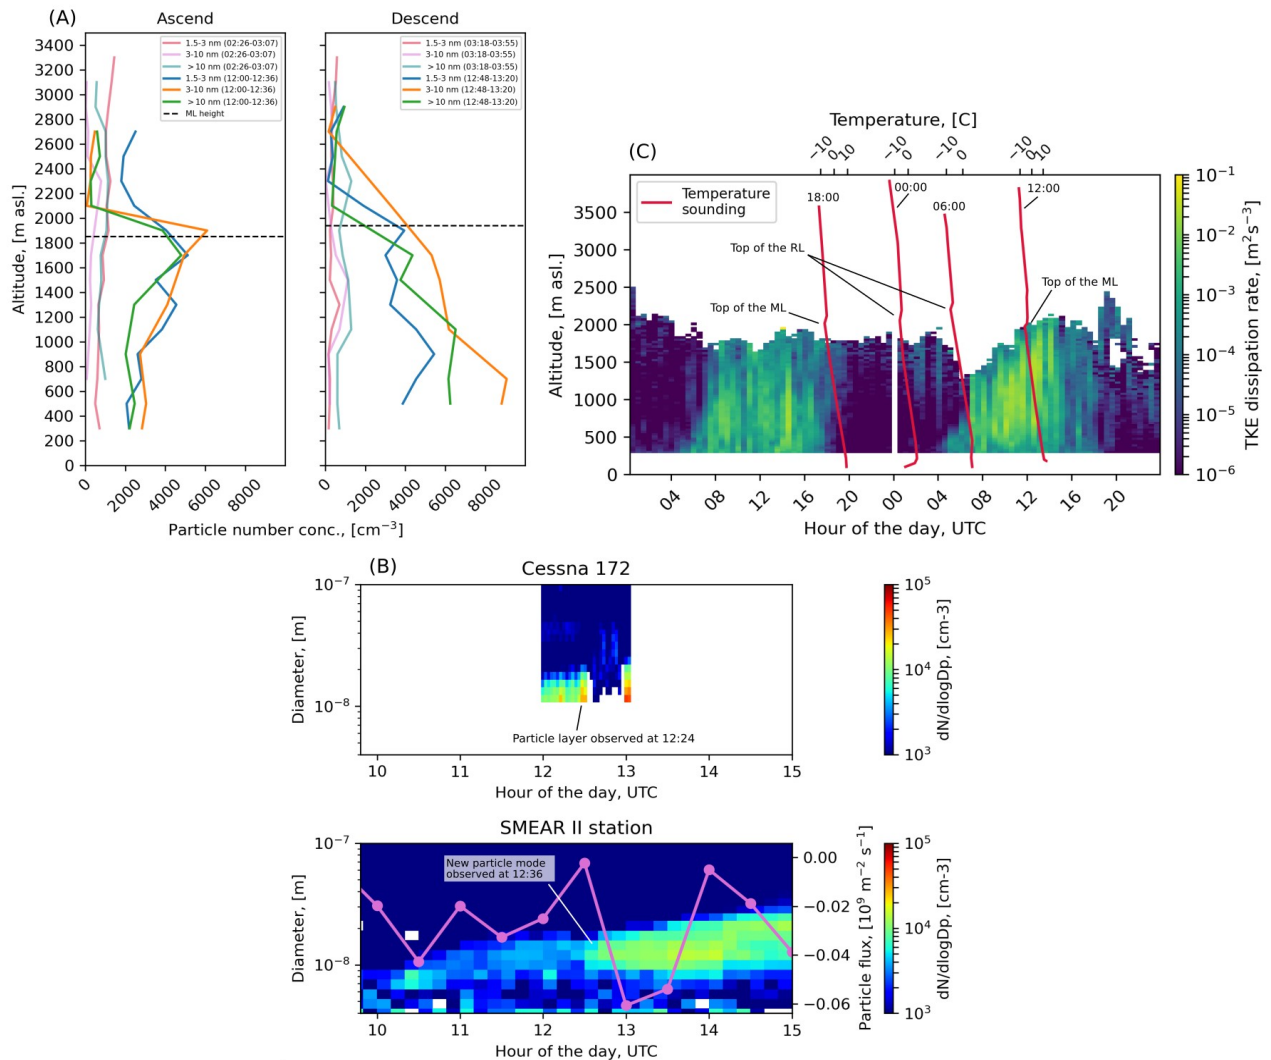 (A)
Ascend
Descend
3400
3200
3000
2800
2600
2400
2200
2000
1800
1600
1400
1200
1000
800
600
400
200
0
Altitude, [m asl.]
1.5-3 nm (02:26-03:07)
3-10 nm (02:26-03:07)
>10 nm (02:26-03:07)
1.5-3 nm (12:00-12:36)
3-10 nm (12:00-12:36)
>10 nm (12:00-12:36)
ML height
1.5-3 nm (03:18-03:55)
3-10 nm (03:18-03:55)
>10 nm (03:18-03:55)
1.5-3 nm (12:48-13:20)
3-10 nm (12:48-13:20)
>10 nm (12:48-13:20)
0 2000 4000 6000 8000
0 2000 4000 6000 8000
Particle number conc., [cm⁻³]
(C)
Temperature, [C]
−10 0 10
−10 0
−10 0
−10 0 10
Temperature
sounding
18:00
00:00
06:00
12:00
Top of the RL
Top of the ML
Top of the ML
3500
3000
2500
2000
1500
1000
500
0
Altitude, [m asl.]
04 08 12 16 20 00 04 08 12 16 20
Hour of the day, UTC
10⁻¹
10⁻²
10⁻³
10⁻⁴
10⁻⁵
10⁻⁶
TKE dissipation rate, [m²s⁻³]
(B)
Cessna 172
10⁻⁷
10⁻⁸
Diameter, [m]
Particle layer observed at 12:24
10 11 12 13 14 15
Hour of the day, UTC
10⁵
10⁴
10³
dN/dlogDp, [cm-3]
SMEAR II station
10⁻⁷
10⁻⁸
Diameter, [m]
New particle mode
observed at 12:36
10 11 12 13 14 15
Hour of the day, UTC
0.00
−0.02
−0.04
−0.06
Particle flux, [10⁹ m⁻² s⁻¹]
10⁵
10⁴
10³
dN/dlogDp, [cm-3]